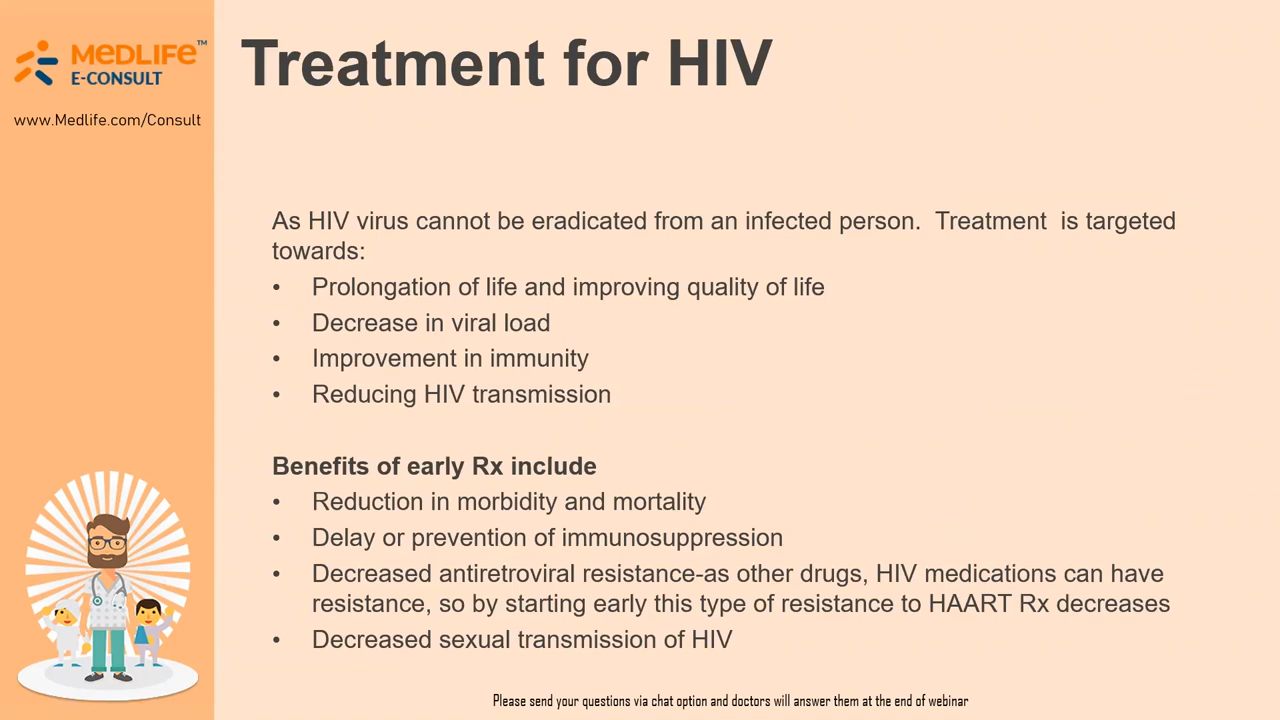 MEDLIFE™
E-CONSULT
www.Medlife.com/Consult
Treatment for HIV
As HIV virus cannot be eradicated from an infected person.  Treatment  is targeted
towards:
• Prolongation of life and improving quality of life
• Decrease in viral load
• Improvement in immunity
• Reducing HIV transmission
Benefits of early Rx include
• Reduction in morbidity and mortality
• Delay or prevention of immunosuppression
• Decreased antiretroviral resistance-as other drugs, HIV medications can have
resistance, so by starting early this type of resistance to HAART Rx decreases
• Decreased sexual transmission of HIV
Please send your questions via chat option and doctors will answer them at the end of webinar